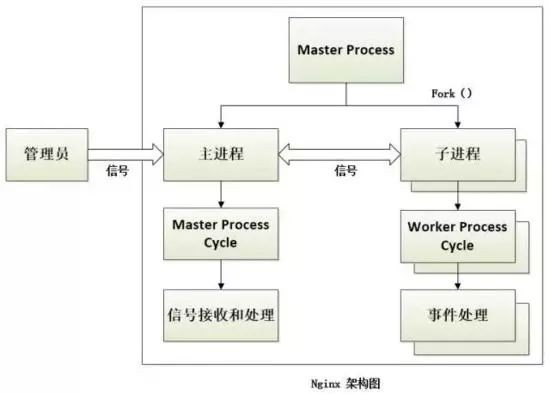 Master Process
Fork（）
管理员
信号
主进程
信号
子进程
Master Process
Cycle
Worker Process
Cycle
信号接收和处理
事件处理
Nginx 架构图